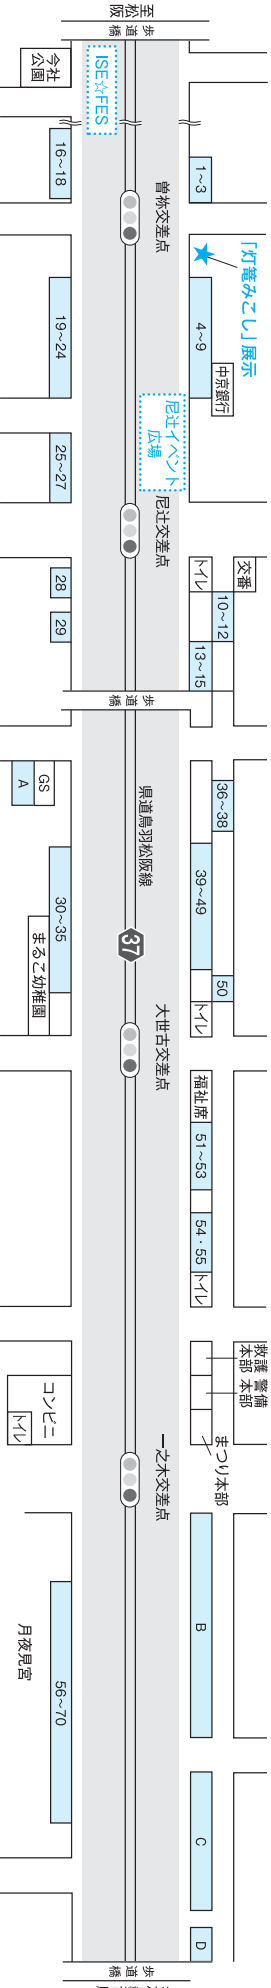 至松阪
歩道橋
今社
公園
ISE☆FES
16〜18
1〜3
曽祢交差点
「灯篭みこし」展示
4〜9
中京銀行
19〜24
尼辻イベント
広場
25〜27
尼辻交差点
交番
トイレ
10〜12
13〜15
28
29
歩道橋
GS
A
県道鳥羽松阪線
36〜38
39〜49
30〜35
まるこ幼稚園
37
50
トイレ
大世古交差点
福祉席
51〜53
54・55
トイレ
救護
本部
警備
本部
まつり本部
コンビニ
トイレ
一之木交差点
B
月夜見宮
56〜70
C
D
歩道橋